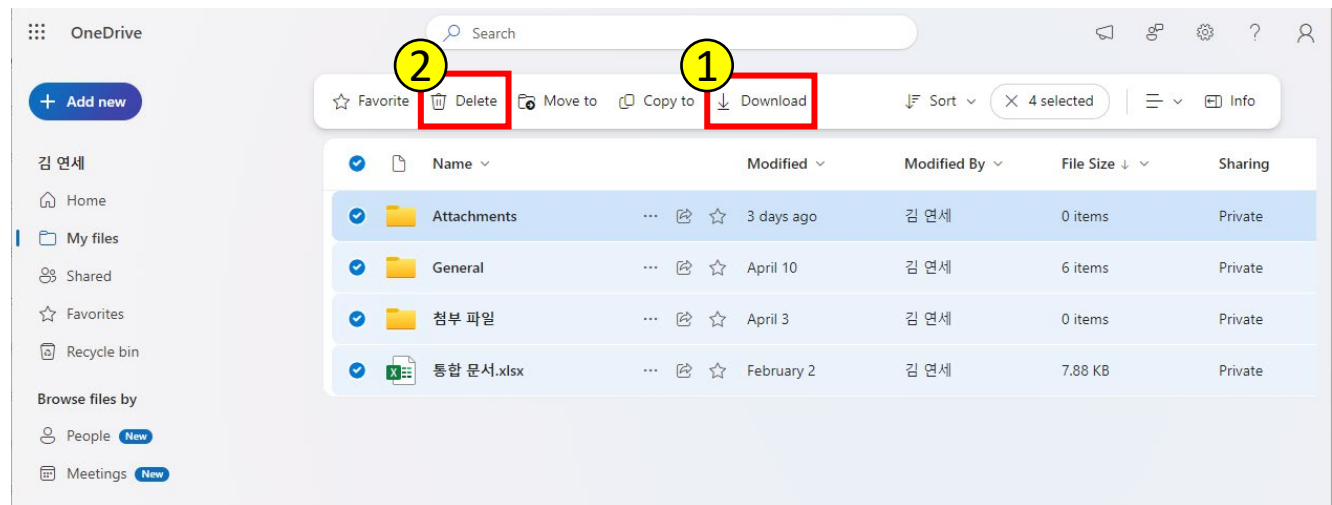 OneDrive
Search
2
1
Add new
Favorite Delete Move to Copy to Download Sort 4 selected Info
김 연세
Name Modified Modified By File Size ↓ Sharing
Home
Attachments ... 3 days ago 김 연세 0 items Private
My files
General ... April 10 김 연세 6 items Private
Shared
Favorites
첨부 파일 ... April 3 김 연세 0 items Private
Recycle bin
통합 문서.xlsx ... February 2 김 연세 7.88 KB Private
Browse files by
People New
Meetings New